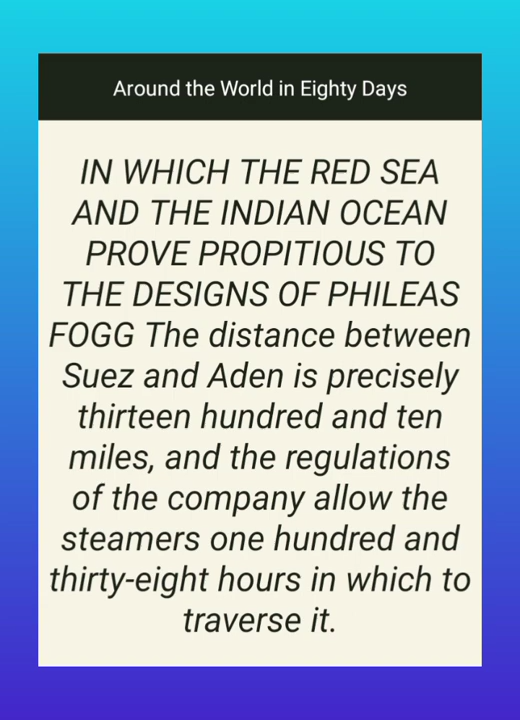 Around the World in Eighty Days
IN WHICH THE RED SEA
AND THE INDIAN OCEAN
PROVE PROPITIOUS TO
THE DESIGNS OF PHILEAS
FOGG The distance between
Suez and Aden is precisely
thirteen hundred and ten
miles, and the regulations
of the company allow the
steamers one hundred and
thirty-eight hours in which to
traverse it.